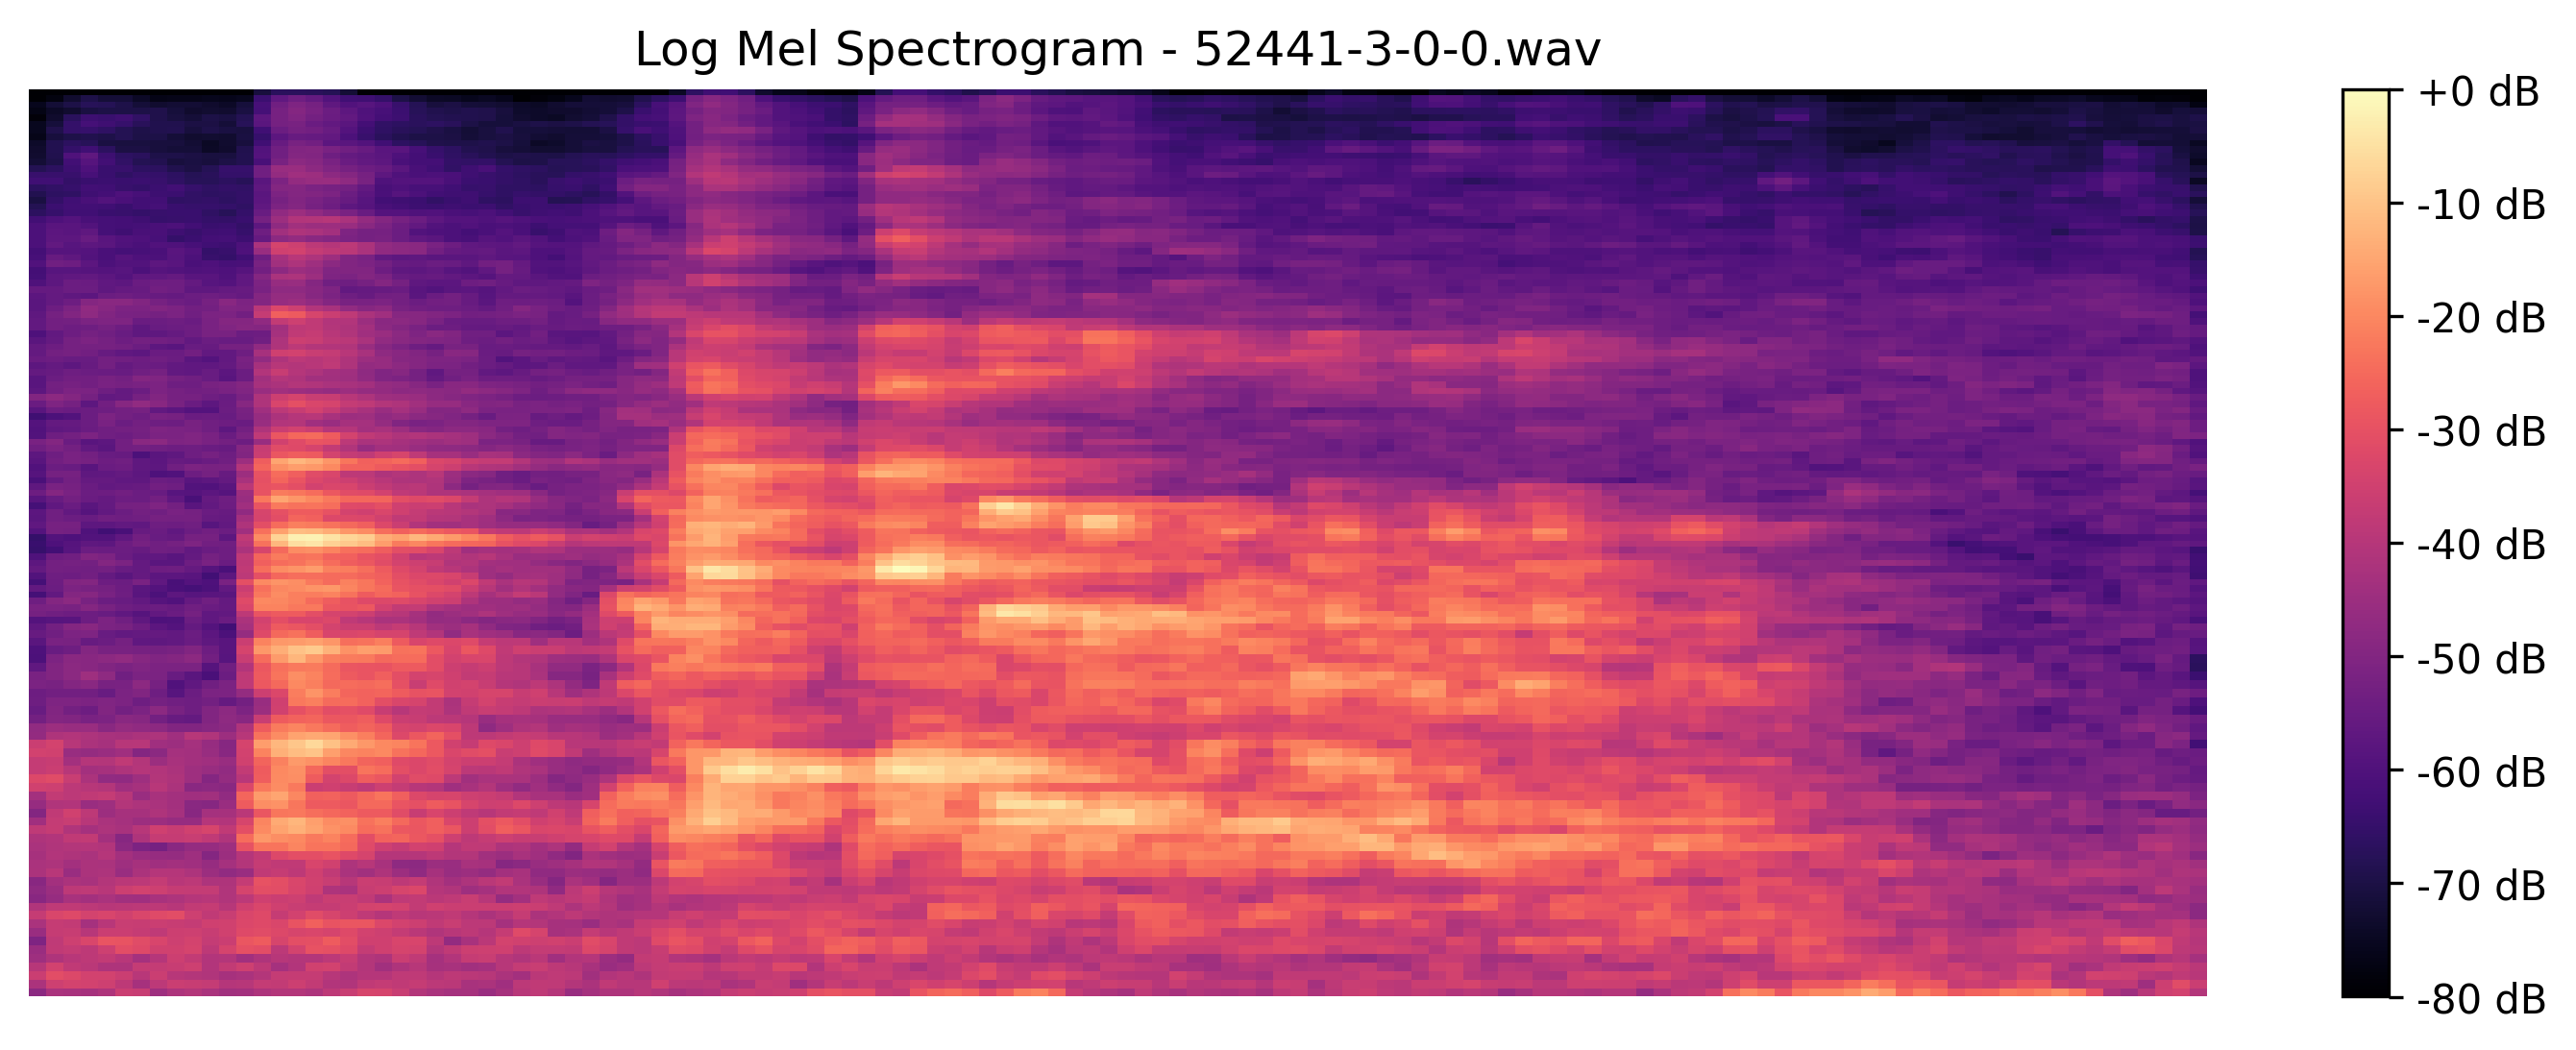 Log Mel Spectrogram - 52441-3-0-0.wav
+0 dB
-10 dB
-20 dB
-30 dB
-40 dB
-50 dB
-60 dB
-70 dB
-80 dB